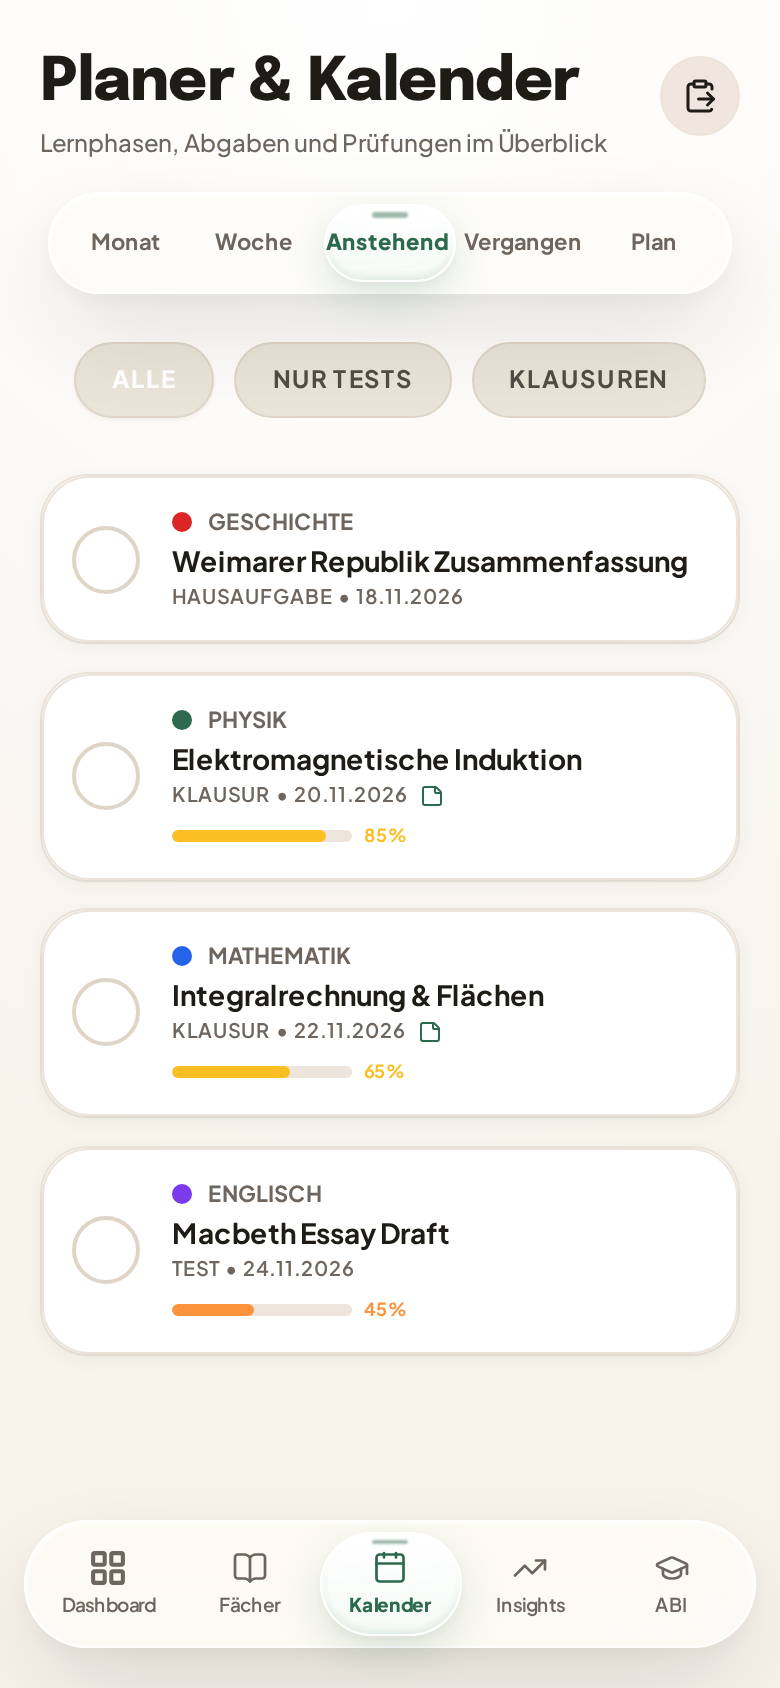 Planer & Kalender
Lernphasen, Abgaben und Prüfungen im Überblick
Monat Woche Anstehend Vergangen Plan
ALLE NUR TESTS KLAUSUREN
GESCHICHTE
Weimarer Republik Zusammenfassung
HAUSAUFGABE • 18.11.2026
PHYSIK
Elektromagnetische Induktion
KLAUSUR • 20.11.2026
85%
MATHEMATIK
Integralrechnung & Flächen
KLAUSUR • 22.11.2026
65%
ENGLISCH
Macbeth Essay Draft
TEST • 24.11.2026
45%
Dashboard Fächer Kalender Insights ABI